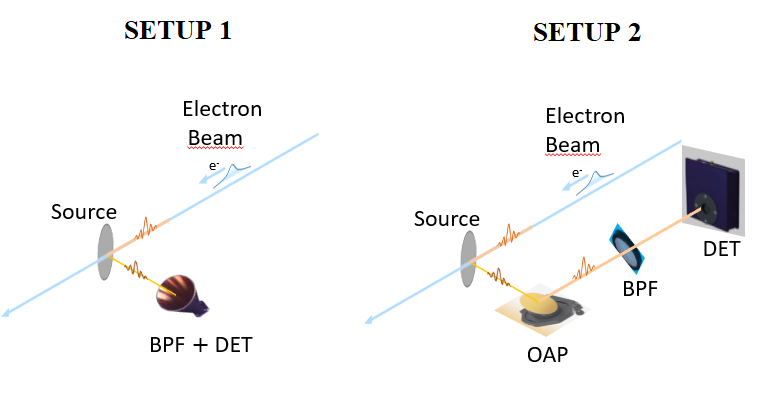 SETUP 1
SETUP 2
Electron
Beam
e-
Source
BPF + DET
Electron
Beam
e-
Source
DET
BPF
OAP